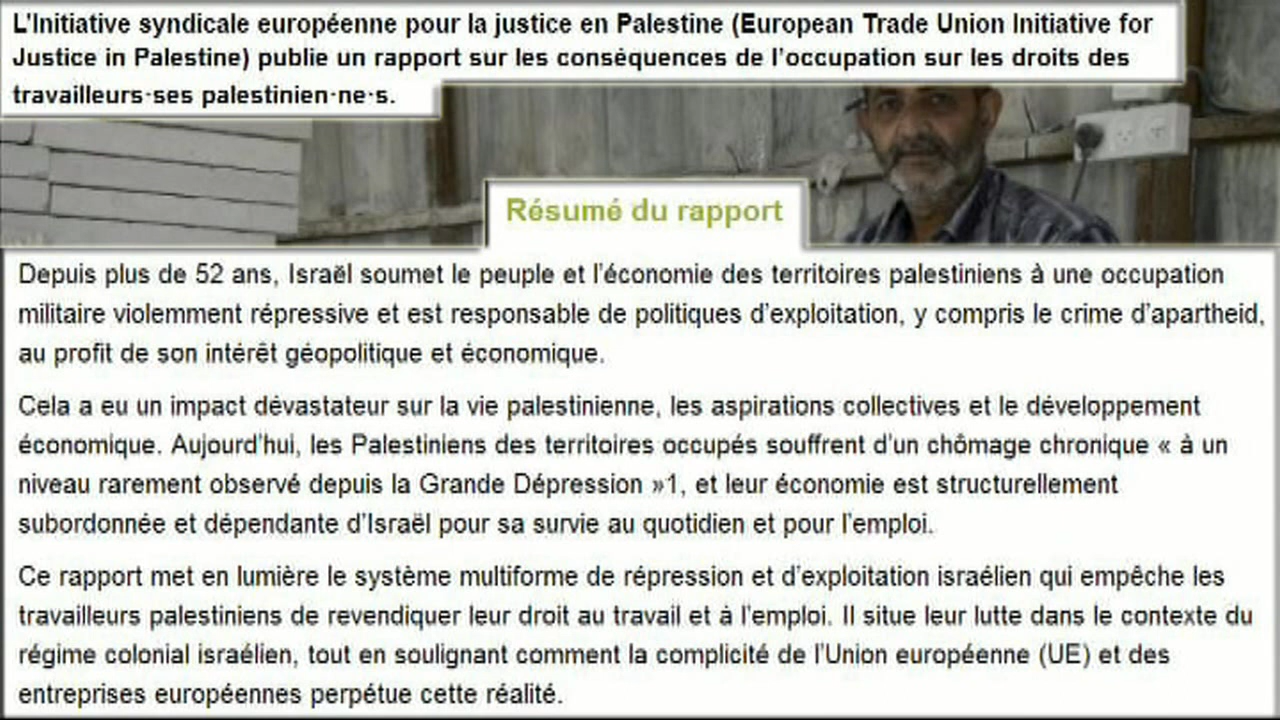 L'Initiative syndicale européenne pour la justice en Palestine (European Trade Union Initiative for
Justice in Palestine) publie un rapport sur les conséquences de l'occupation sur les droits des
travailleurs·ses palestinien·ne·s.
Résumé du rapport
Depuis plus de 52 ans, Israël soumet le peuple et l'économie des territoires palestiniens à une occupation
militaire violemment répressive et est responsable de politiques d'exploitation, y compris le crime d'apartheid,
au profit de son intérêt géopolitique et économique.
Cela a eu un impact dévastateur sur la vie palestinienne, les aspirations collectives et le développement
économique. Aujourd'hui, les Palestiniens des territoires occupés souffrent d'un chômage chronique « à un
niveau rarement observé depuis la Grande Dépression »1, et leur économie est structurellement
subordonnée et dépendante d'Israël pour sa survie au quotidien et pour l'emploi.
Ce rapport met en lumière le système multiforme de répression et d'exploitation israélien qui empêche les
travailleurs palestiniens de revendiquer leur droit au travail et à l'emploi. Il situe leur lutte dans le contexte du
régime colonial israélien, tout en soulignant comment la complicité de l'Union européenne (UE) et des
entreprises européennes perpétue cette réalité.